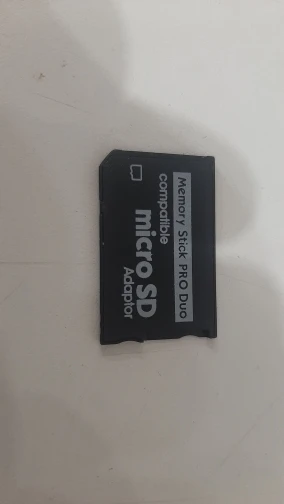 Memory Stick PRO Duo
compatible
micro SD
Adaptor